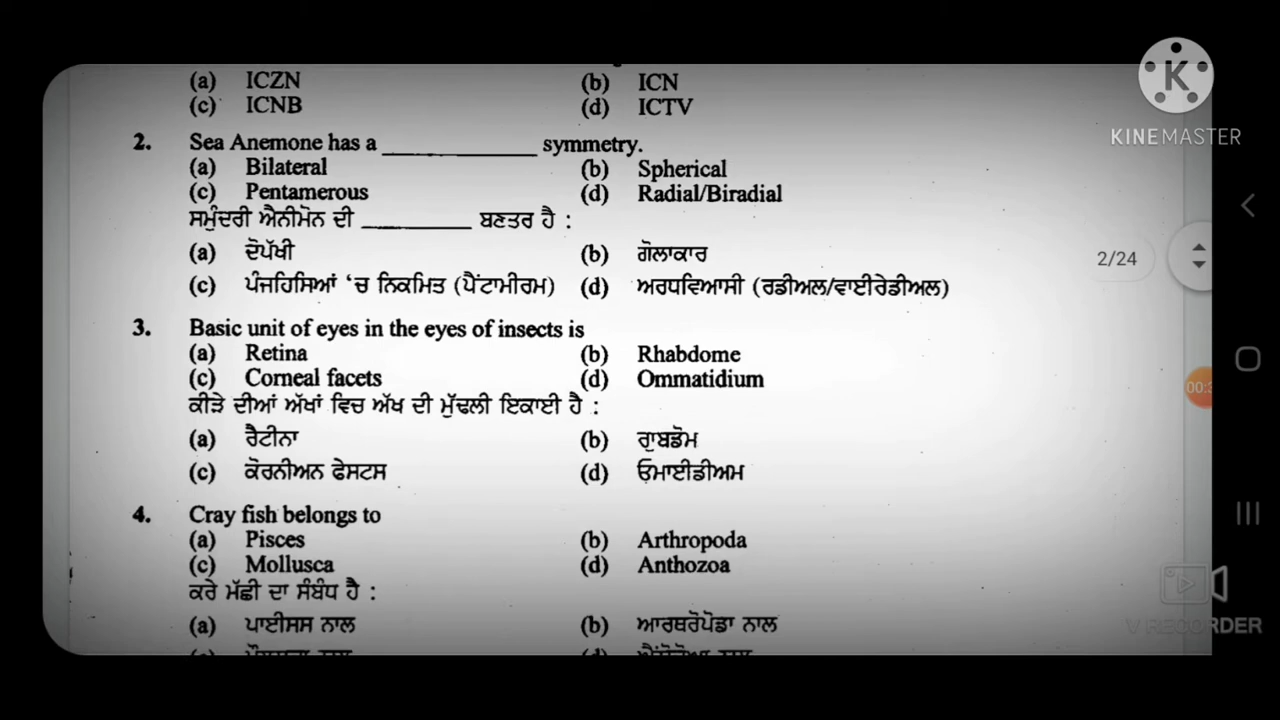 (a) ICZN (b) ICN
(c) ICNB (d) ICTV
2. Sea Anemone has a __________ symmetry.
(a) Bilateral (b) Spherical
(c) Pentamerous (d) Radial/Biradial
ਸਮੁੰਦਰੀ ਐਨੀਮੋਨ ਦੀ __________ ਬਣਤਰ ਹੈ :
(a) ਦੋਪੱਖੀ (b) ਗੋਲਾਕਾਰ
(c) ਪੰਜਹਿਸਿਆਂ ‘ਚ ਨਿਕਮਿਤ (ਪੈਂਟਾਮੀਰਮ) (d) ਅਰਧਵਿਆਸੀ (ਰਡੀਅਲ/ਵਾਈਰੇਡੀਅਲ)
3. Basic unit of eyes in the eyes of insects is
(a) Retina (b) Rhabdome
(c) Corneal facets (d) Ommatidium
ਕੀੜੇ ਦੀਆਂ ਅੱਖਾਂ ਵਿਚ ਅੱਖ ਦੀ ਮੁੱਢਲੀ ਇਕਾਈ ਹੈ :
(a) ਰੈਟੀਨਾ (b) ਰ੍ਹਾਬਡੋਮ
(c) ਕੋਰਨੀਅਨ ਫੇਸਟਸ (d) ਓਮਾਈਡੀਅਮ
4. Cray fish belongs to
(a) Pisces (b) Arthropoda
(c) Mollusca (d) Anthozoa
ਕਰੇ ਮੱਛੀ ਦਾ ਸੰਬੰਧ ਹੈ :
(a) ਪਾਈਸਸ ਨਾਲ (b) ਆਰਥਰੋਪੋਡਾ ਨਾਲ
K
KINEMASTER
2/24
V RECORDER